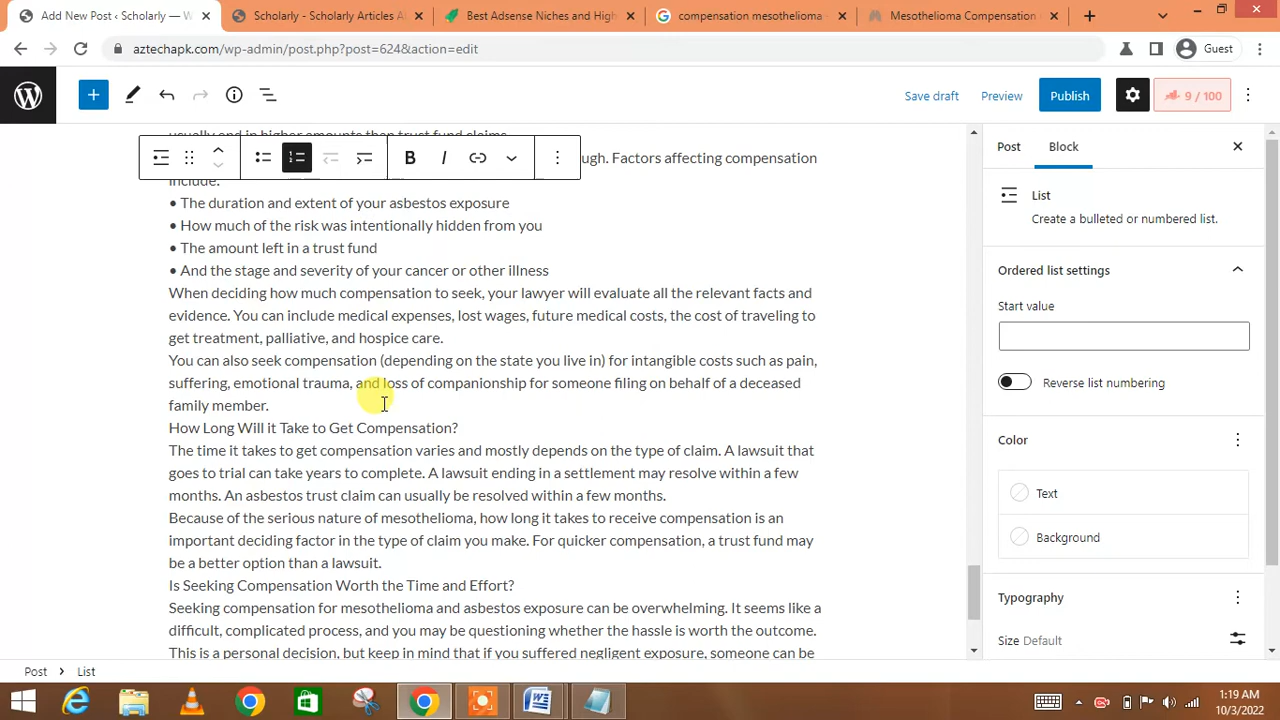 Add New Post ‹ Scholarly — W
Scholarly - Scholarly Articles A
Best Adsense Niches and High
compensation mesothelioma -
Mesothelioma Compensation
aztechapk.com/wp-admin/post.php?post=624&action=edit
Guest
Save draft
Preview
Publish
9 / 100
usually end in higher amounts than trust fund claims.
ugh. Factors affecting compensation
include:
• The duration and extent of your asbestos exposure
• How much of the risk was intentionally hidden from you
• The amount left in a trust fund
• And the stage and severity of your cancer or other illness
When deciding how much compensation to seek, your lawyer will evaluate all the relevant facts and
evidence. You can include medical expenses, lost wages, future medical costs, the cost of traveling to
get treatment, palliative, and hospice care.
You can also seek compensation (depending on the state you live in) for intangible costs such as pain,
suffering, emotional trauma, and loss of companionship for someone filing on behalf of a deceased
family member.
How Long Will it Take to Get Compensation?
The time it takes to get compensation varies and mostly depends on the type of claim. A lawsuit that
goes to trial can take years to complete. A lawsuit ending in a settlement may resolve within a few
months. An asbestos trust claim can usually be resolved within a few months.
Because of the serious nature of mesothelioma, how long it takes to receive compensation is an
important deciding factor in the type of claim you make. For quicker compensation, a trust fund may
be a better option than a lawsuit.
Is Seeking Compensation Worth the Time and Effort?
Seeking compensation for mesothelioma and asbestos exposure can be overwhelming. It seems like a
difficult, complicated process, and you may be questioning whether the hassle is worth the outcome.
This is a personal decision, but keep in mind that if you suffered negligent exposure, someone can be
Post
Block
List
Create a bulleted or numbered list.
Ordered list settings
Start value
Reverse list numbering
Color
Text
Background
Typography
Size Default
Post > List
1:19 AM
10/3/2022